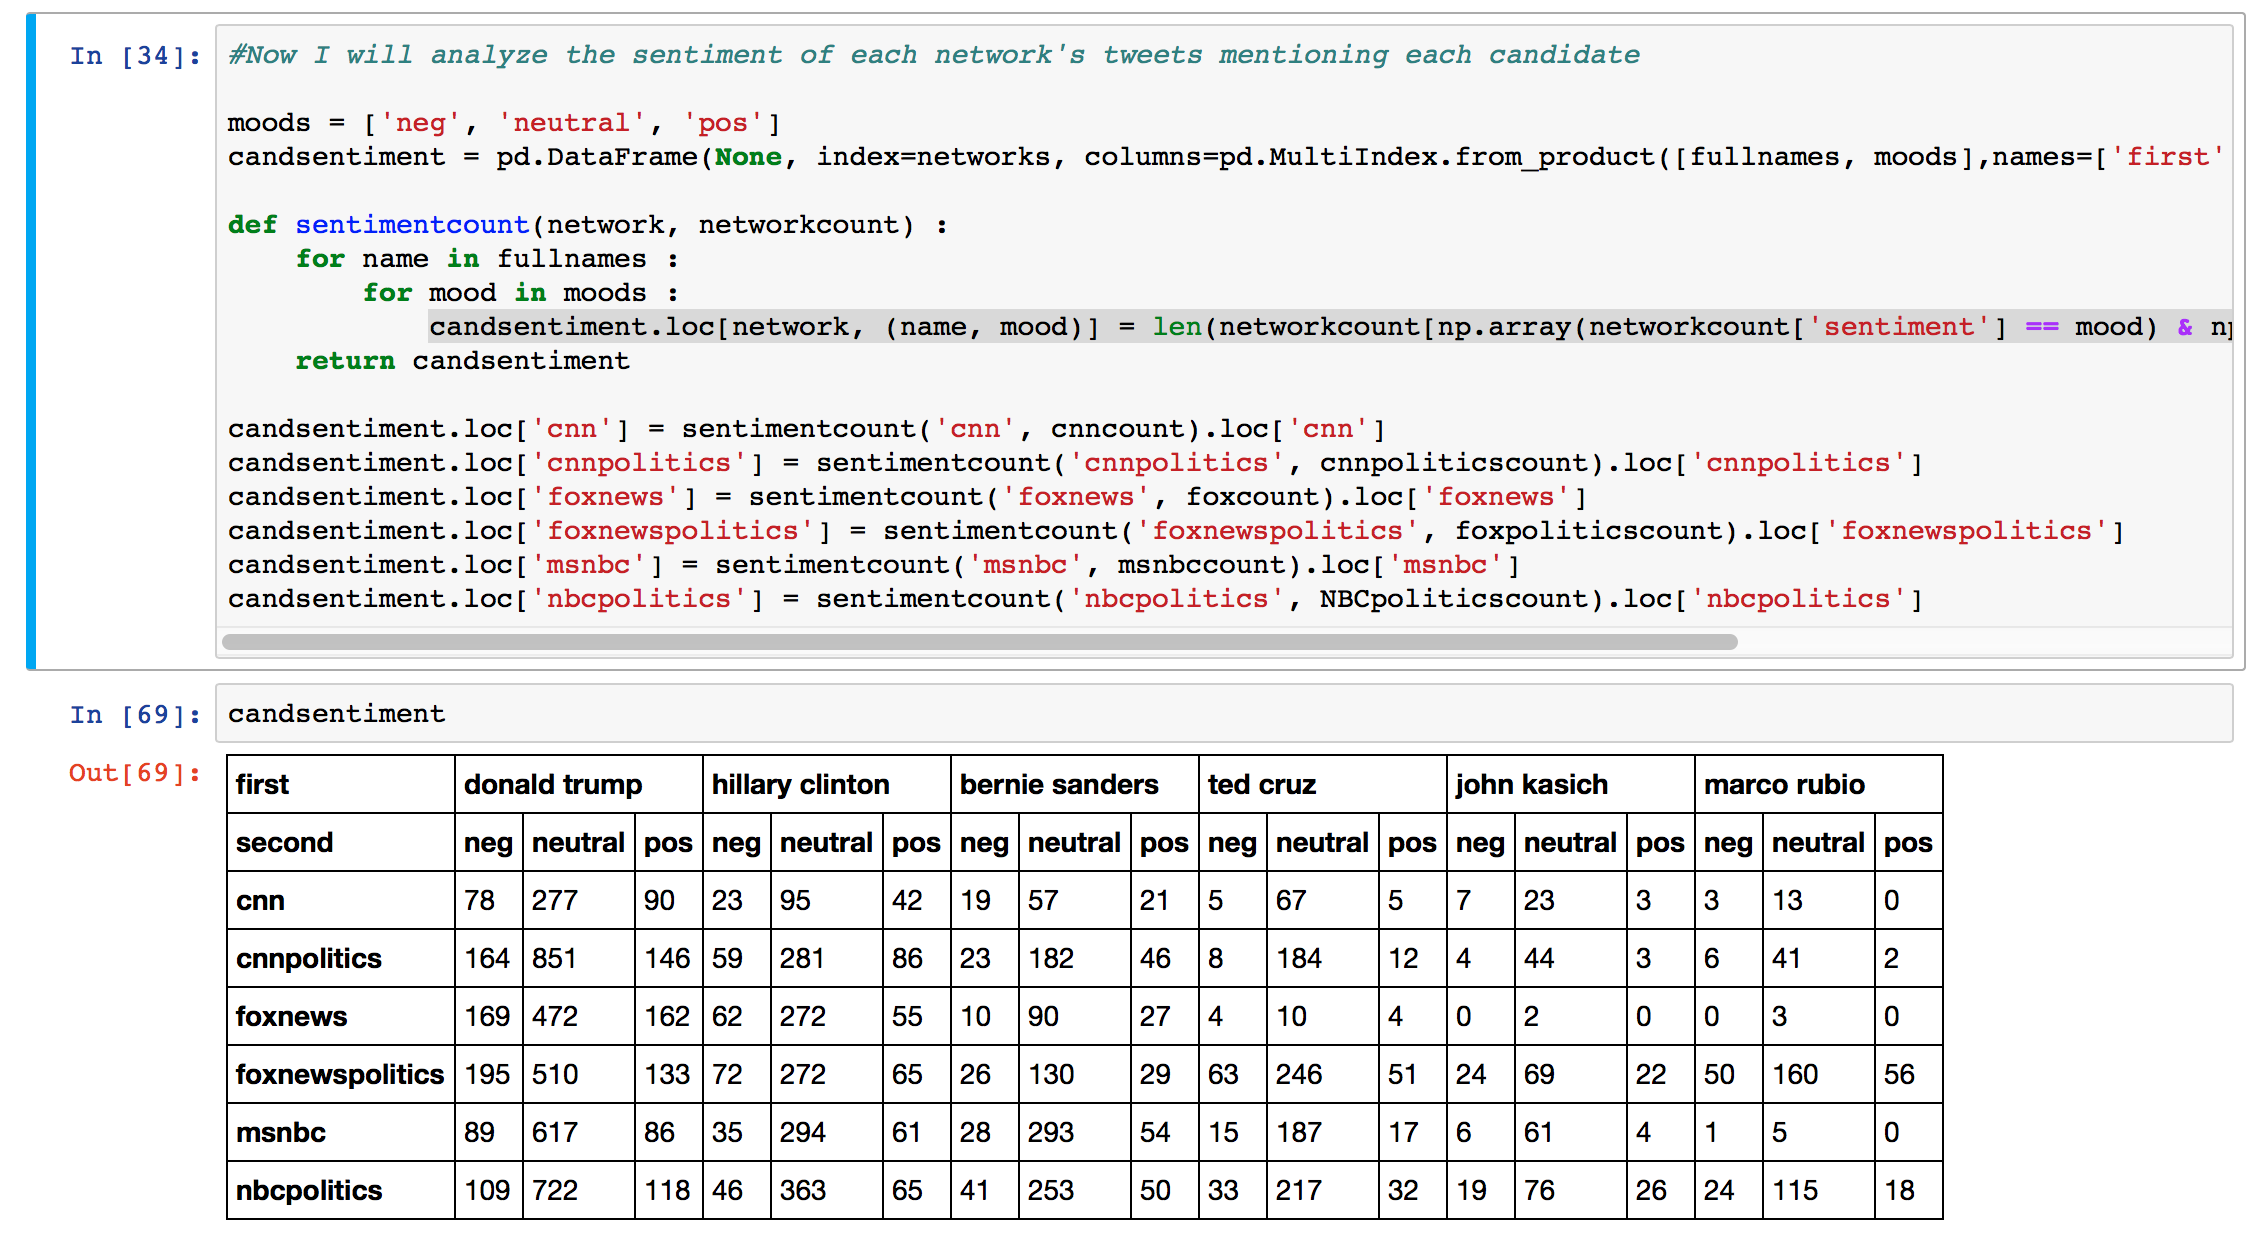 In [34]:
#Now I will analyze the sentiment of each network's tweets mentioning each candidate
moods = ['neg', 'neutral', 'pos']
candsentiment = pd.DataFrame(None, index=networks, columns=pd.MultiIndex.from_product([fullnames, moods],names=['first'
def sentimentcount(network, networkcount) :
    for name in fullnames :
        for mood in moods :
            candsentiment.loc[network, (name, mood)] = len(networkcount[np.array(networkcount['sentiment'] == mood) &
    return candsentiment
candsentiment.loc['cnn'] = sentimentcount('cnn', cnncount).loc['cnn']
candsentiment.loc['cnnpolitics'] = sentimentcount('cnnpolitics', cnnpoliticscount).loc['cnnpolitics']
candsentiment.loc['foxnews'] = sentimentcount('foxnews', foxcount).loc['foxnews']
candsentiment.loc['foxnewspolitics'] = sentimentcount('foxnewspolitics', foxpoliticscount).loc['foxnewspolitics']
candsentiment.loc['msnbc'] = sentimentcount('msnbc', msnbccount).loc['msnbc']
candsentiment.loc['nbcpolitics'] = sentimentcount('nbcpolitics', NBCpoliticscount).loc['nbcpolitics']
In [69]: candsentiment
Out[69]:
first donald trump hillary clinton bernie sanders ted cruz john kasich marco rubio
second neg neutral pos neg neutral pos neg neutral pos neg neutral pos neg neutral pos neg neutral pos
cnn 78 277 90 23 95 42 19 57 21 5 67 5 7 23 3 3 13 0
cnnpolitics 164 851 146 59 281 86 23 182 46 8 184 12 4 44 3 6 41 2
foxnews 169 472 162 62 272 55 10 90 27 4 10 4 0 2 0 0 3 0
foxnewspolitics 195 510 133 72 272 65 26 130 29 63 246 51 24 69 22 50 160 56
msnbc 89 617 86 35 294 61 28 293 54 15 187 17 6 61 4 1 5 0
nbcpolitics 109 722 118 46 363 65 41 253 50 33 217 32 19 76 26 24 115 18